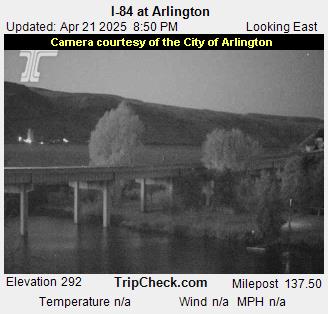 I-84 at Arlington
Updated: Apr 21 2025 8:50 PM Looking East
Camera courtesy of the City of Arlington
Elevation 292 TripCheck.com Milepost 137.50
Temperature n/a Wind n/a MPH n/a